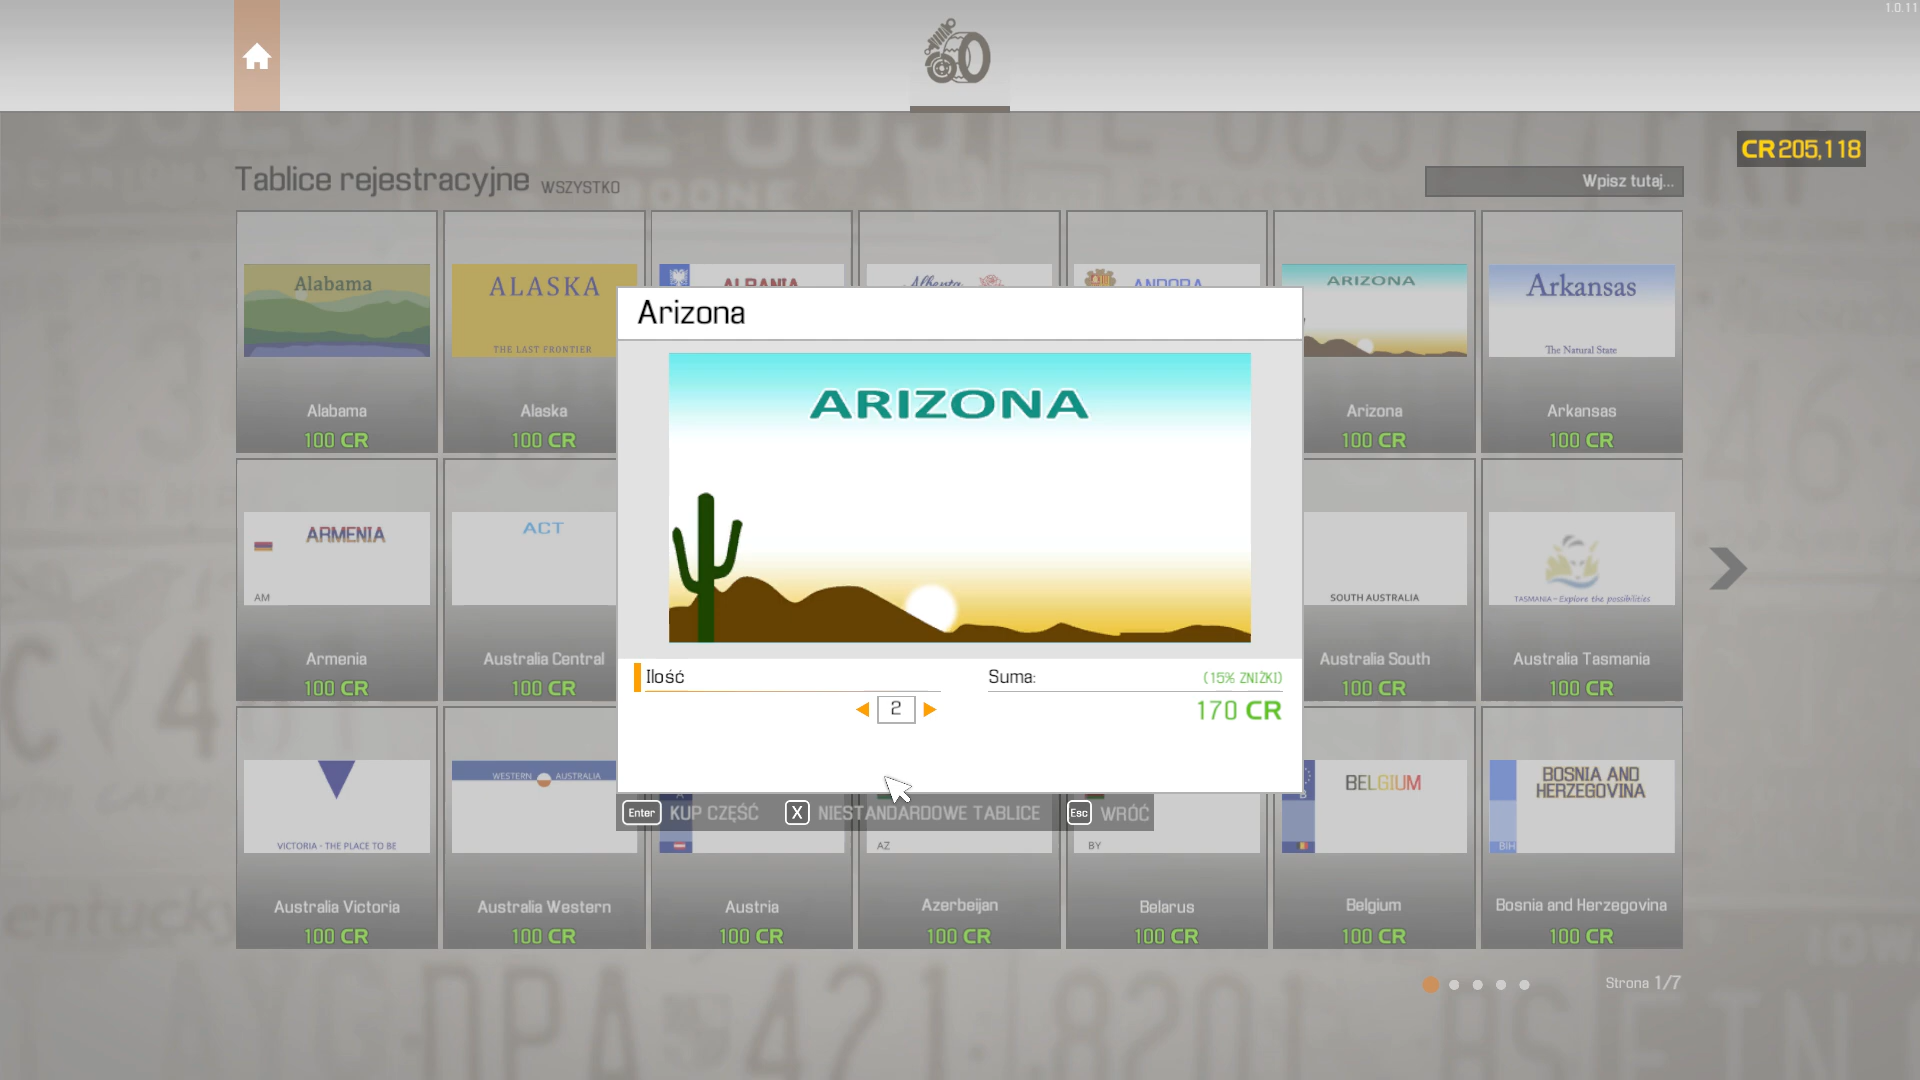 1.0.11
CR 205,118
Tablice rejestracyjne WSZYSTKO
Wpisz tutaj...
Alabama
ALASKA
THE LAST FRONTIER
ALBANIA
Alberta
ANDORA
ARIZONA
Arkansas
The Natural State
Alabama
100 CR
Alaska
100 CR
Arizona
100 CR
Arkansas
100 CR
Arizona
ARIZONA
Ilość
2
Suma:
(15% ZNIŻKI)
170 CR
Enter KUP CZĘŚĆ
X NIESTANDARDOWE TABLICE
Esc WRÓĆ
ARMENIA
AM
ACT
SOUTH AUSTRALIA
TASMANIA - Explore the possibilities
Armenia
100 CR
Australia Central
100 CR
Australia South
100 CR
Australia Tasmania
100 CR
VICTORIA - THE PLACE TO BE
WESTERN AUSTRALIA
AZ
BY
BELGIUM
BOSNIA AND
HERZEGOVINA
BIH
Australia Victoria
100 CR
Australia Western
100 CR
Austria
100 CR
Azerbeijan
100 CR
Belarus
100 CR
Belgium
100 CR
Bosnia and Herzegovina
100 CR
Strona 1/7